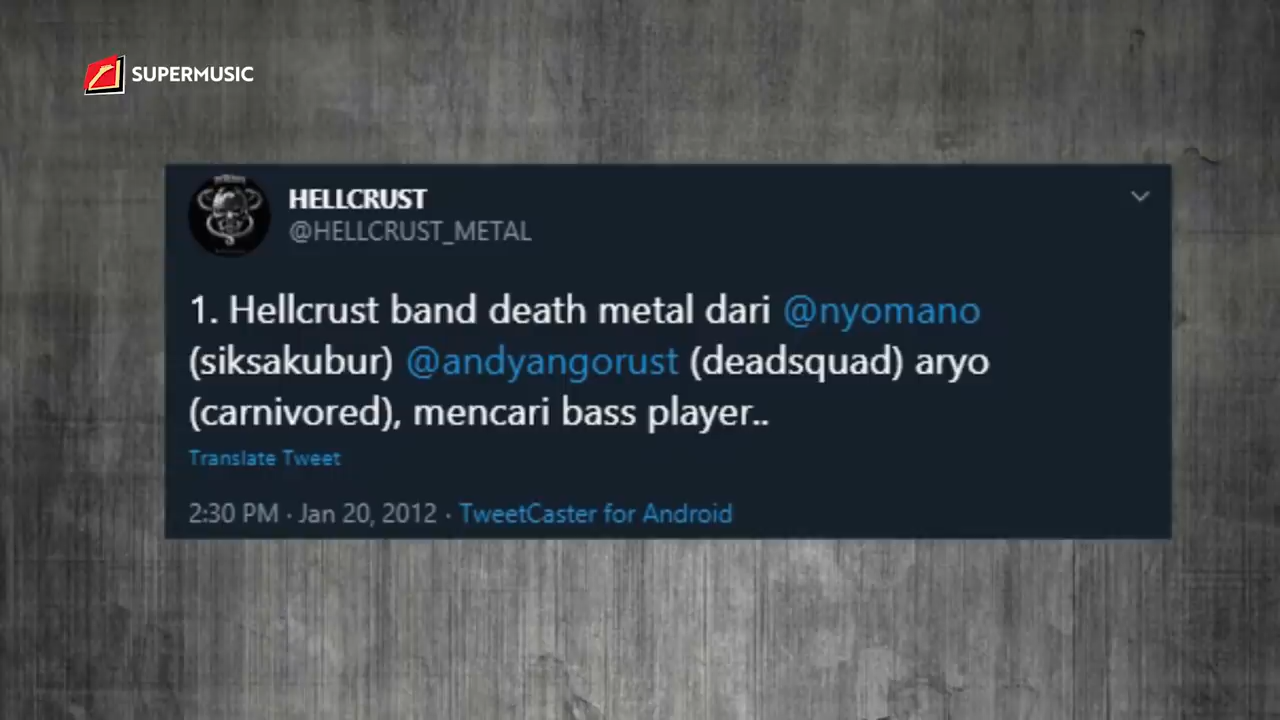 SUPERMUSIC
HELLCRUST
@HELLCRUST_METAL
1. Hellcrust band death metal dari @nyomano
(siksakubur) @andyangorust (deadsquad) aryo
(carnivored), mencari bass player..
Translate Tweet
2:30 PM · Jan 20, 2012 · TweetCaster for Android